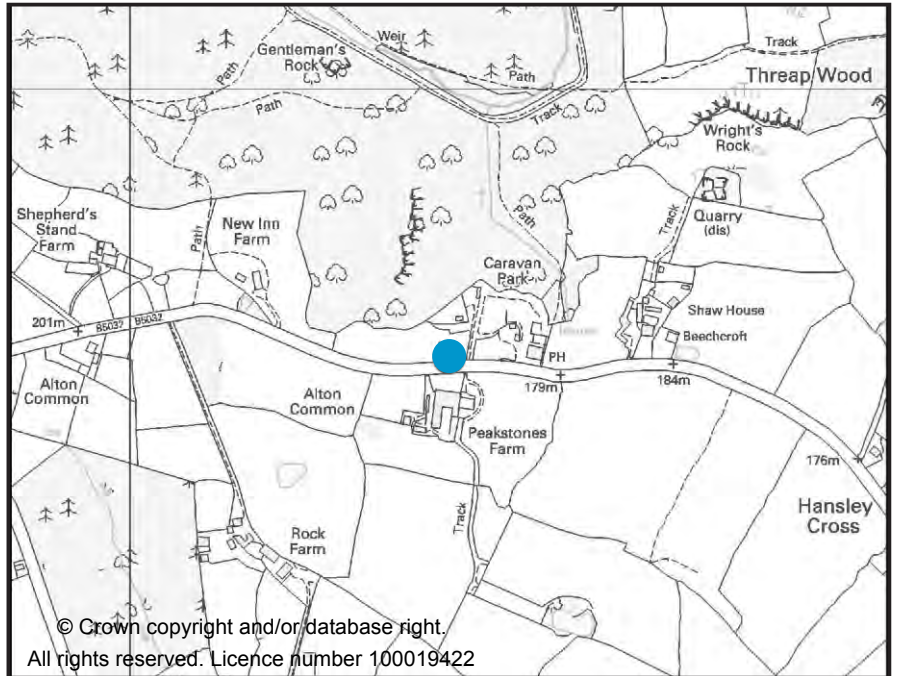 Weir
Gentleman's
Rock
Path
Path
Path
Track
Track
Threap Wood
Wright's
Rock
Shepherd's
Stand
Farm
New Inn
Farm
Path
Path
Track
Quarry
(dis)
Caravan
Park
Shaw House
Beechcroft
201m
B5032
B5032
PH
179m
184m
Alton
Common
Alton
Common
Peakstones
Farm
176m
Hansley
Cross
Track
Rock
Farm
© Crown copyright and/or database right.
All rights reserved. Licence number 100019422